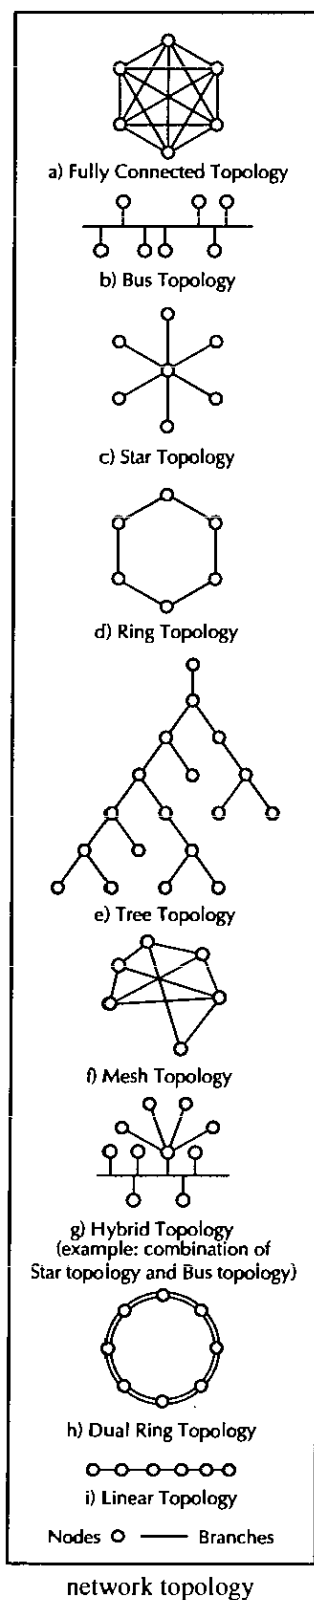 a) Fully Connected Topology
b) Bus Topology
c) Star Topology
d) Ring Topology
e) Tree Topology
f) Mesh Topology
g) Hybrid Topology
(example: combination of
Star topology and Bus topology)
h) Dual Ring Topology
i) Linear Topology
Nodes Branches
network topology